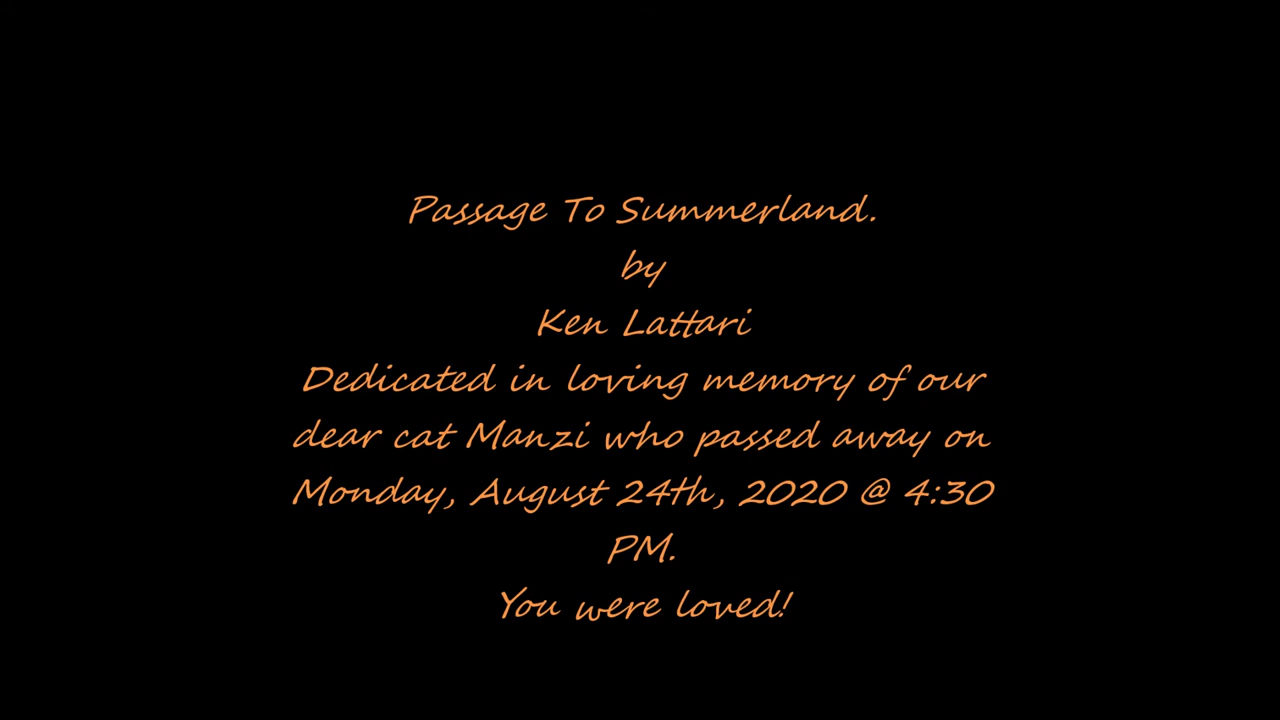 Passage To Summerland.
by
Ken Lattari
Dedicated in loving memory of our
dear cat Manzi who passed away on
Monday, August 24th, 2020 @ 4:30
PM.
You were loved!